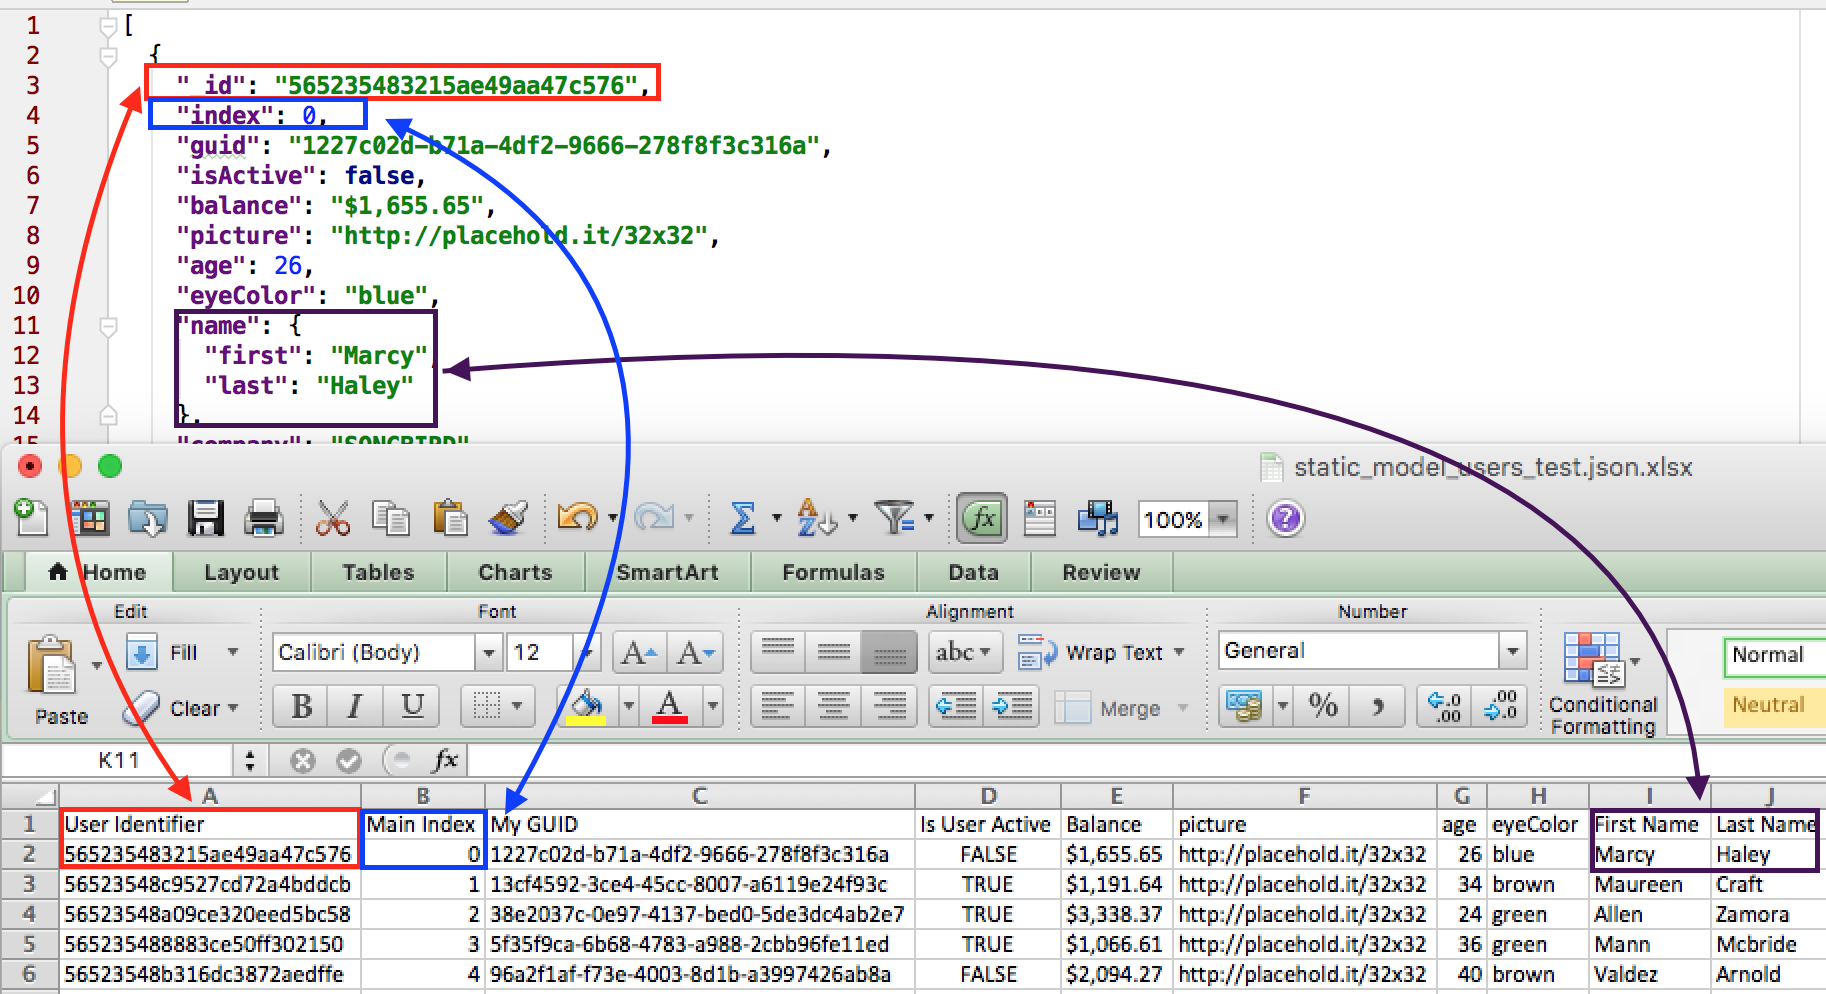 1 [
2 {
3 "_id": "565235483215ae49aa47c576",
4 "index": 0,
5 "guid": "1227c02d-b71a-4df2-9666-278f8f3c316a",
6 "isActive": false,
7 "balance": "$1,655.65",
8 "picture": "http://placehold.it/32x32",
9 "age": 26,
10 "eyeColor": "blue",
11 "name": {
12 "first": "Marcy",
13 "last": "Haley"
14 },
15 "company": "SONGBIRD"
static_model_users_test.json.xlsx
100%
Home Layout Tables Charts SmartArt Formulas Data Review
Edit Font Alignment Number
Calibri (Body) 12 abc Wrap Text General Normal
Fill
Paste Clear B I U A Merge % Conditional Formatting Neutral
K11 fx
A B C D E F G H I J
1 User Identifier Main Index My GUID Is User Active Balance picture age eyeColor First Name Last Name
2 565235483215ae49aa47c576 0 1227c02d-b71a-4df2-9666-278f8f3c316a FALSE $1,655.65 http://placehold.it/32x32 26 blue Marcy Haley
3 56523548c9527cd72a4bddcb 1 13cf4592-3ce4-45cc-8007-a6119e24f93c TRUE $1,191.64 http://placehold.it/32x32 34 brown Maureen Craft
4 56523548a09ce320eed5bc58 2 38e2037c-0e97-4137-bed0-5de3dc4ab2e7 TRUE $3,338.37 http://placehold.it/32x32 24 green Allen Zamora
5 565235488883ce50ff302150 3 5f35f9ca-6b68-4783-a988-2cbb96fe11ed TRUE $1,066.61 http://placehold.it/32x32 36 green Mann Mcbride
6 56523548b316dc3872aedffe 4 96a2f1af-f73e-4003-8d1b-a3997426ab8a FALSE $2,094.27 http://placehold.it/32x32 40 brown Valdez Arnold